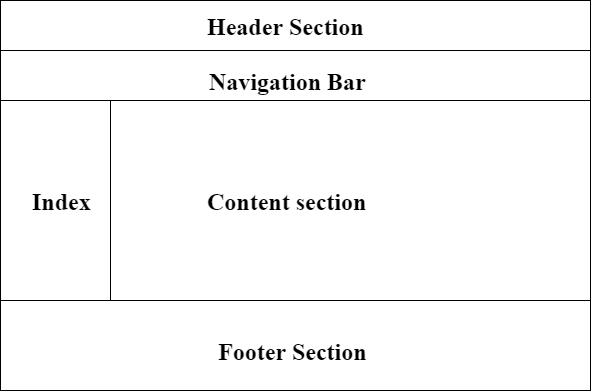 Header Section
Navigation Bar
Index
Content section
Footer Section